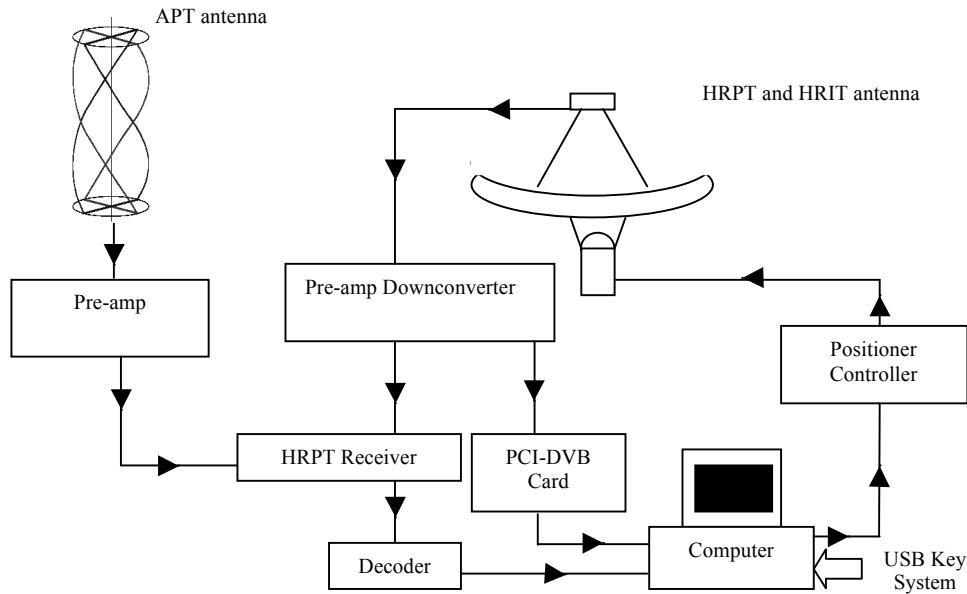 APT antenna
HRPT and HRIT antenna
Pre-amp
Pre-amp Downconverter
Positioner
Controller
HRPT Receiver
PCI-DVB
Card
Decoder
Computer
USB Key
System